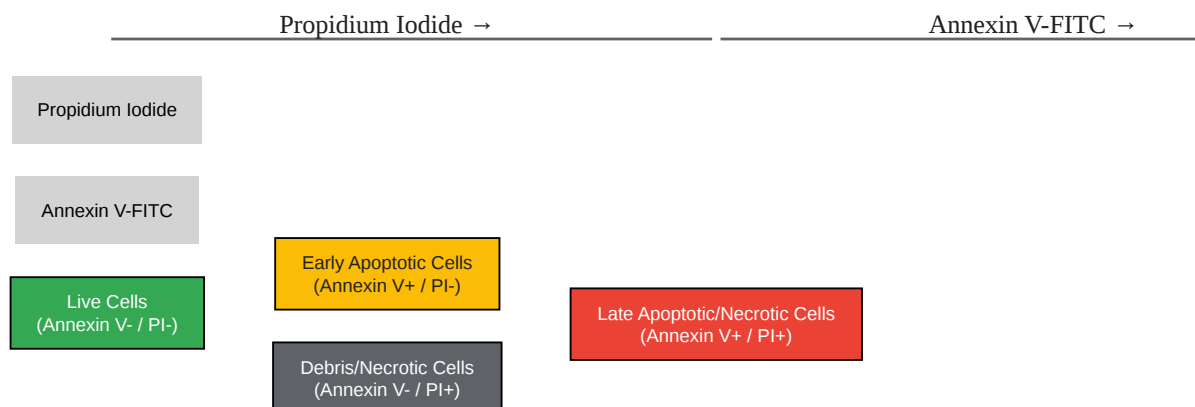 Propidium Iodide →
Annexin V-FITC →
Propidium Iodide
Annexin V-FITC
Early Apoptotic Cells
(Annexin V+ / PI-)
Live Cells
(Annexin V- / PI-)
Late Apoptotic/Necrotic Cells
(Annexin V+ / PI+)
Debris/Necrotic Cells
(Annexin V- / PI+)